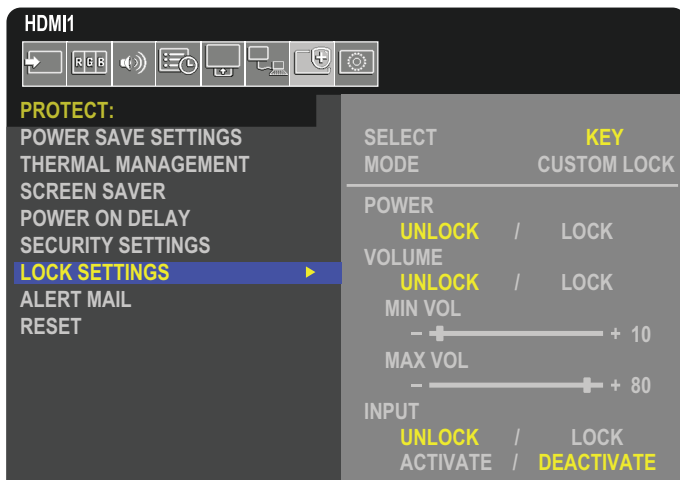 HDMI1
R G B
PROTECT:
POWER SAVE SETTINGS
THERMAL MANAGEMENT
SCREEN SAVER
POWER ON DELAY
SECURITY SETTINGS
LOCK SETTINGS
ALERT MAIL
RESET
SELECT KEY
MODE CUSTOM LOCK
POWER
UNLOCK / LOCK
VOLUME
UNLOCK / LOCK
MIN VOL
– + 10
MAX VOL
– + 80
INPUT
UNLOCK / LOCK
ACTIVATE / DEACTIVATE